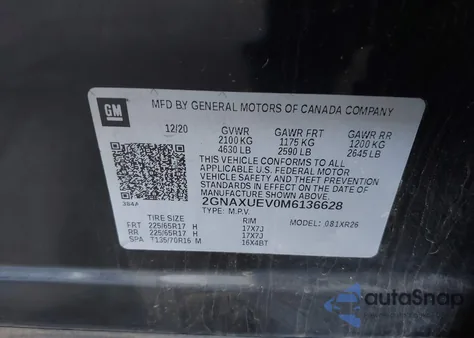 GM
MFD BY GENERAL MOTORS OF CANADA COMPANY
12/20 GVWR GAWR FRT GAWR RR
2100 KG 1175 KG 1200 KG
4630 LB 2590 LB 2645 LB
THIS VEHICLE CONFORMS TO ALL
APPLICABLE U.S. FEDERAL MOTOR
VEHICLE SAFETY AND THEFT
PREVENTION STANDARDS IN EFFECT
ON THE DATE OF MANUFACTURE
SHOWN ABOVE.
2GNAXUEV0M6136628
TYPE: M.P.V.
MODEL: 081XR26
TIRE SIZE RIM
FRT 225/65R17 H 17X7J
RR 225/65R17 H 17X7J
SPA T135/70R16 M 16X4BT
autoSnap